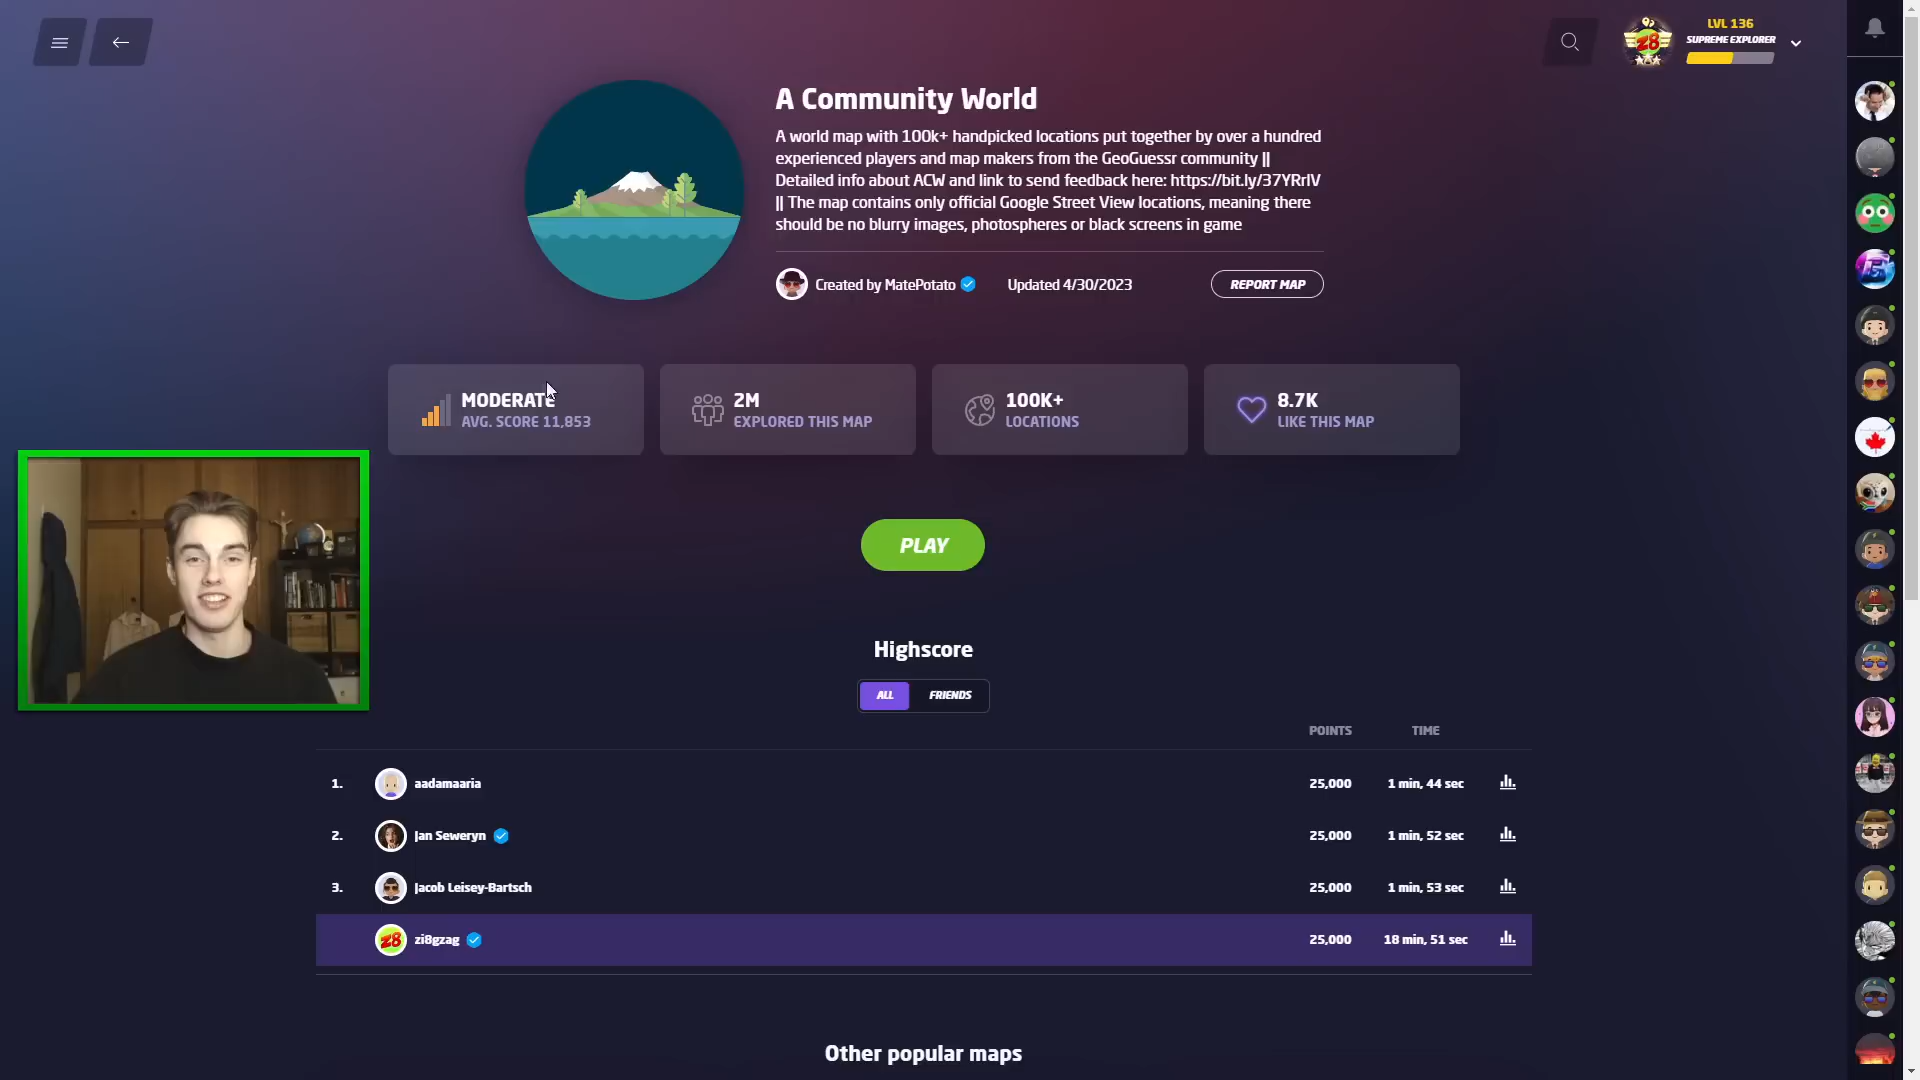 LVL 136
SUPREME EXPLORER
A Community World
A world map with 100k+ handpicked locations put together by over a hundred
experienced players and map makers from the GeoGuessr community ||
Detailed info about ACW and link to send feedback here: https://bit.ly/37YRrlV
|| The map contains only official Google Street View locations, meaning there
should be no blurry images, photospheres or black screens in game
Created by MatePotato
Updated 4/30/2023
REPORT MAP
MODERATE
AVG. SCORE 11,853
2M
EXPLORED THIS MAP
100K+
LOCATIONS
8.7K
LIKE THIS MAP
PLAY
Highscore
ALL
FRIENDS
POINTS
TIME
1. aadamaaria 25,000 1 min, 44 sec
2. Jan Seweryn 25,000 1 min, 52 sec
3. Jacob Leisey-Bartsch 25,000 1 min, 53 sec
Z8 zi8gzag 25,000 18 min, 51 sec
Other popular maps